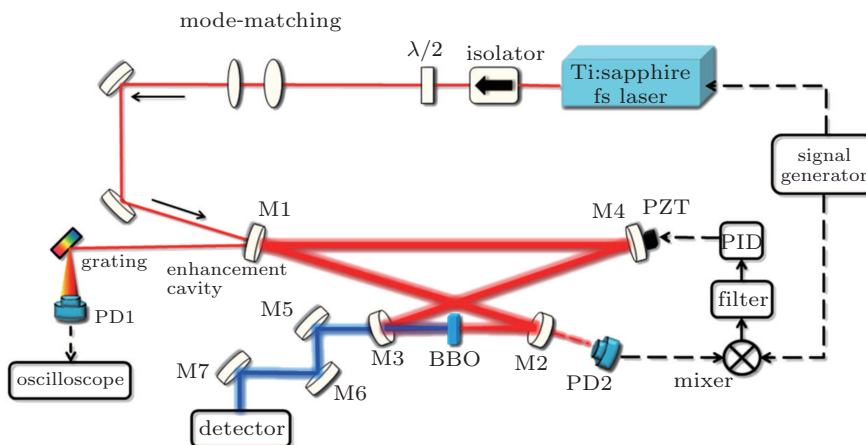 mode-matching
λ/2
isolator
Ti:sapphire
fs laser
signal
generator
M1
M4
PZT
PID
grating
enhancement
cavity
filter
PD1
M5
M3
BBO
M2
M7
M6
PD2
mixer
oscilloscope
detector